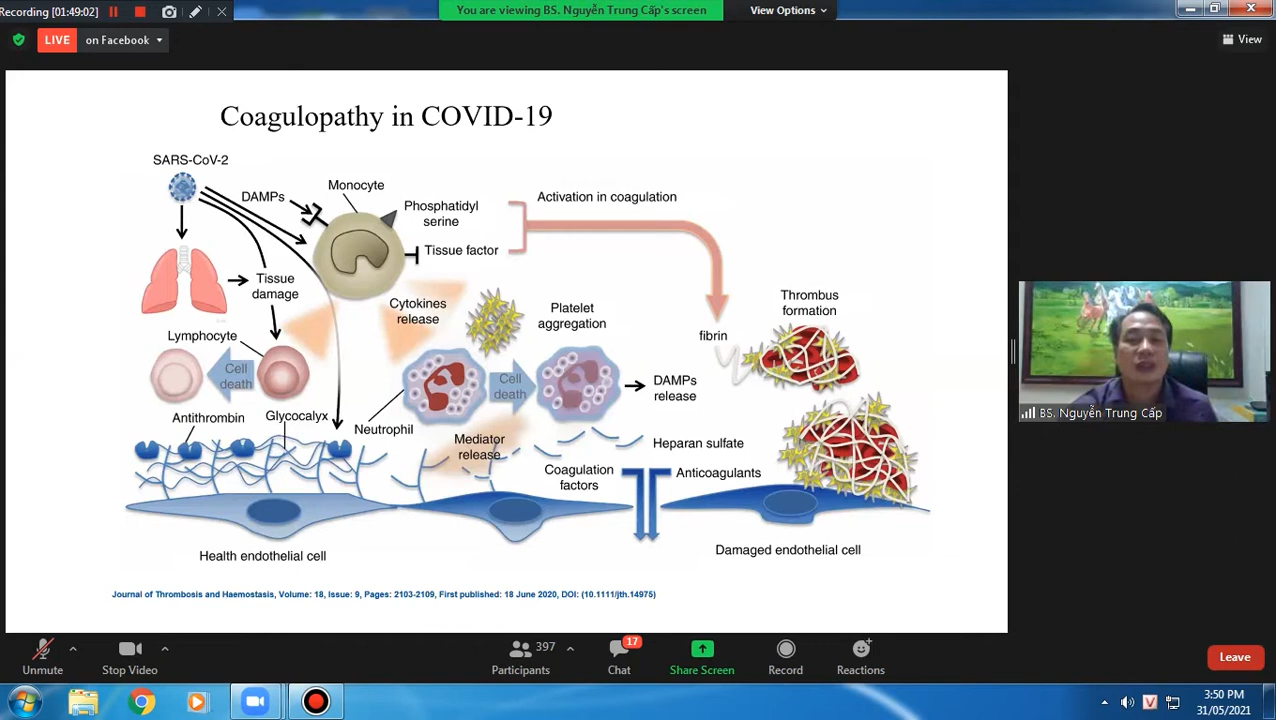 Recording [01:49:02]
You are viewing BS. Nguyễn Trung Cấp's screen
View Options
LIVE
on Facebook
View
Coagulopathy in COVID-19
SARS-CoV-2
DAMPs
Monocyte
Phosphatidyl
serine
Tissue factor
Activation in coagulation
Tissue
damage
Cytokines
release
Platelet
aggregation
Thrombus
formation
fibrin
Lymphocyte
Cell
death
Cell
death
DAMPs
release
Antithrombin
Glycocalyx
Neutrophil
Mediator
release
Heparan sulfate
Coagulation
factors
Anticoagulants
Health endothelial cell
Damaged endothelial cell
Journal of Thrombosis and Haemostasis, Volume: 18, Issue: 9, Pages: 2103-2109, First published: 18 June 2020, DOI: (10.1111/jth.14975)
BS. Nguyễn Trung Cấp
Unmute
Stop Video
397
Participants
17
Chat
Share Screen
Record
Reactions
Leave
V
3:50 PM
31/05/2021